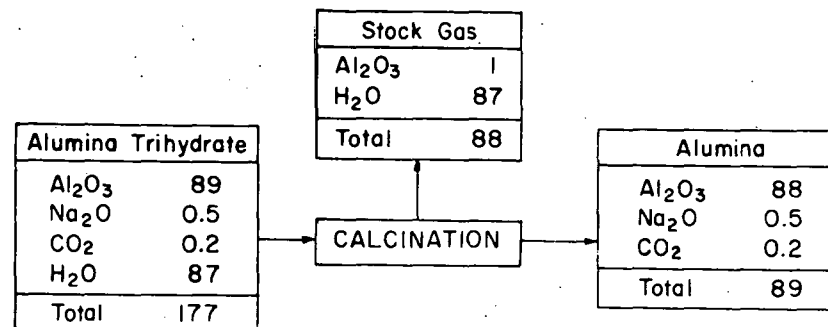 Stock Gas
Al2O3 1
H2O 87
Total 88
Alumina Trihydrate
Al2O3 89
Na2O 0.5
CO2 0.2
H2O 87
Total 177
CALCINATION
Alumina
Al2O3 88
Na2O 0.5
CO2 0.2
Total 89